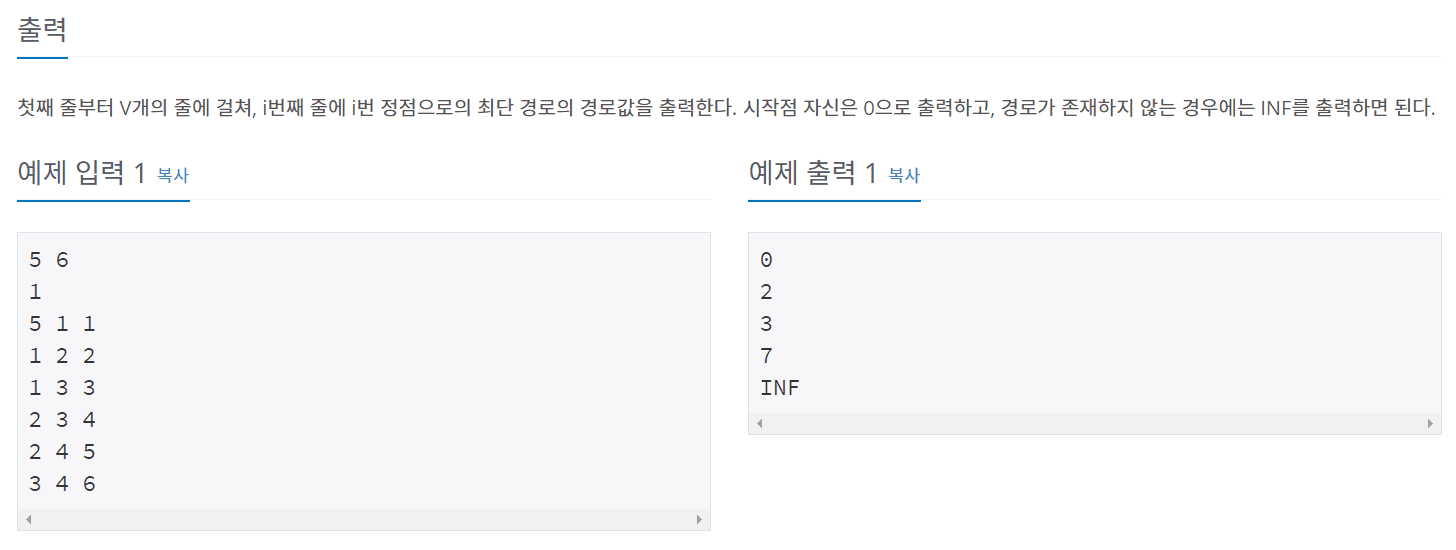 출력
첫째 줄부터 V개의 줄에 걸쳐, i번째 줄에 i번 정점으로의 최단 경로의 경로값을 출력한다. 시작점 자신은 0으로 출력하고, 경로가 존재하지 않는 경우에는 INF를 출력하면 된다.
예제 입력 1 복사
5 6
1
5 1 1
1 2 2
1 3 3
2 3 4
2 4 5
3 4 6
예제 출력 1 복사
0
2
3
7
INF